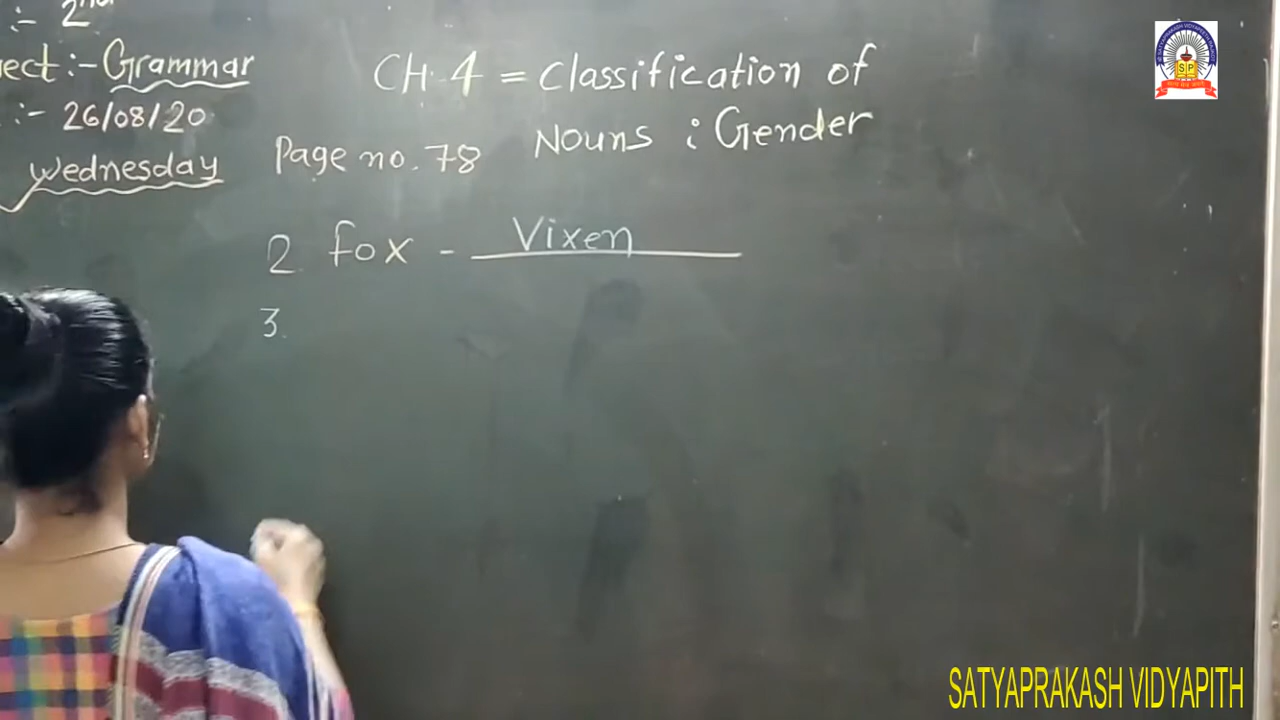 :- 2nd
ect :- Grammar
:- 26/08/20
Wednesday
CH. 4 = Classification of
Nouns : Gender
Page no. 78
2. fox - Vixen
3.
SP
SATYAPRAKASH VIDYAPITH